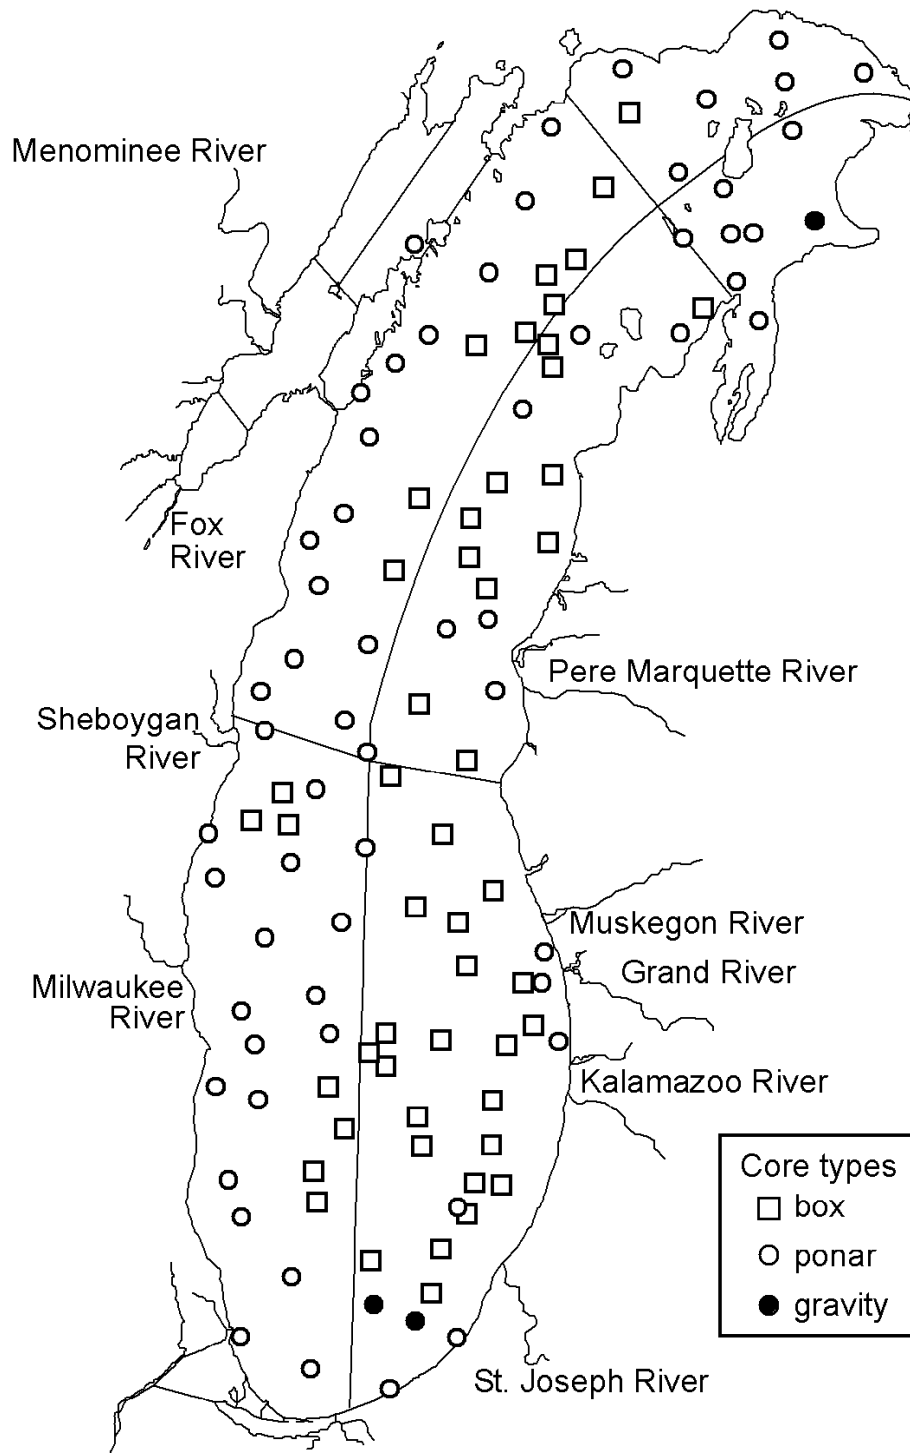 Menominee River
Fox
River
Pere Marquette River
Sheboygan
River
Muskegon River
Grand River
Milwaukee
River
Kalamazoo River
Core types
box
ponar
gravity
St. Joseph River